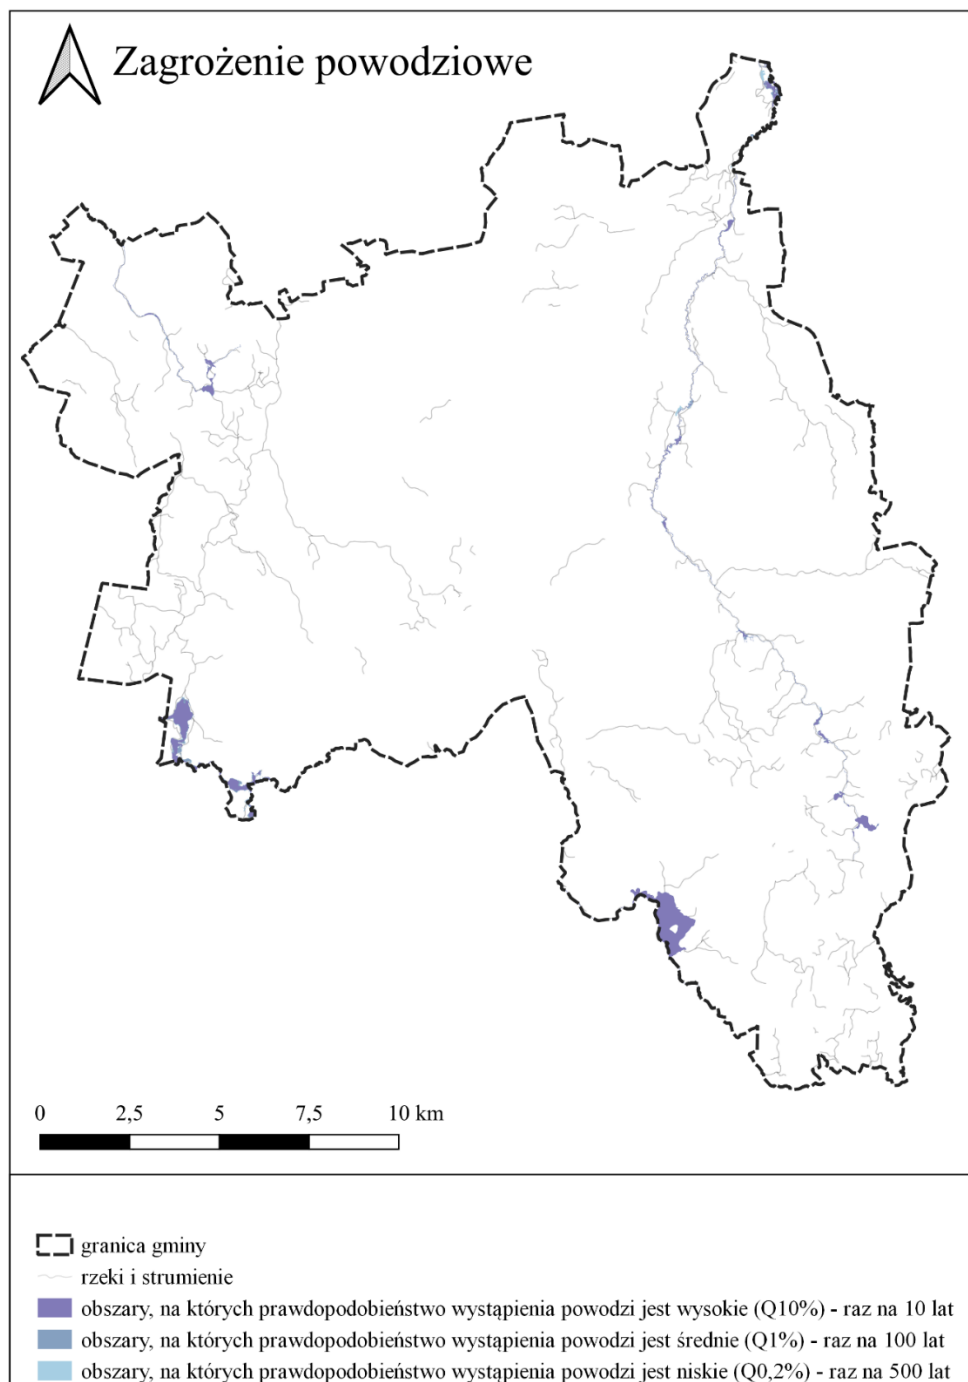 Zagrożenie powodziowe
0 2,5 5 7,5 10 km
granica gminy
rzeki i strumienie
obszary, na których prawdopodobieństwo wystąpienia powodzi jest wysokie (Q10%) - raz na 10 lat
obszary, na których prawdopodobieństwo wystąpienia powodzi jest średnie (Q1%) - raz na 100 lat
obszary, na których prawdopodobieństwo wystąpienia powodzi jest niskie (Q0,2%) - raz na 500 lat